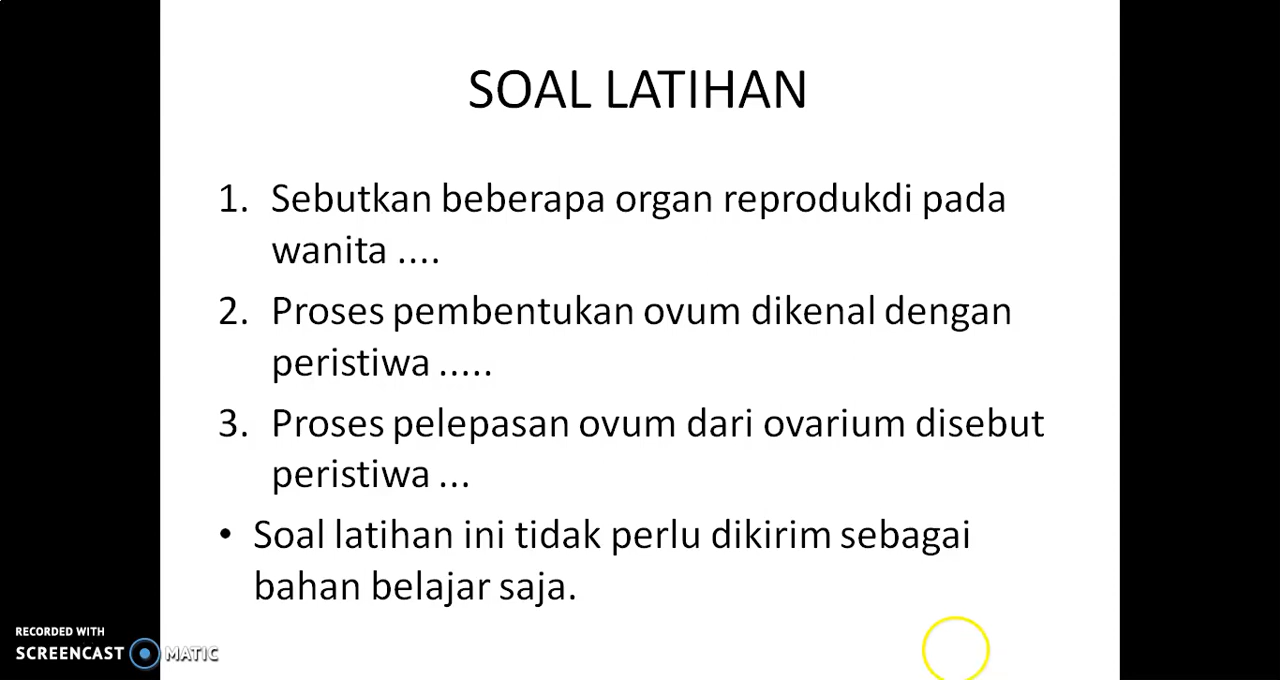 SOAL LATIHAN
1. Sebutkan beberapa organ reprodukdi pada
wanita ....
2. Proses pembentukan ovum dikenal dengan
peristiwa .....
3. Proses pelepasan ovum dari ovarium disebut
peristiwa ...
• Soal latihan ini tidak perlu dikirim sebagai
bahan belajar saja.
RECORDED WITH
SCREENCAST MATIC